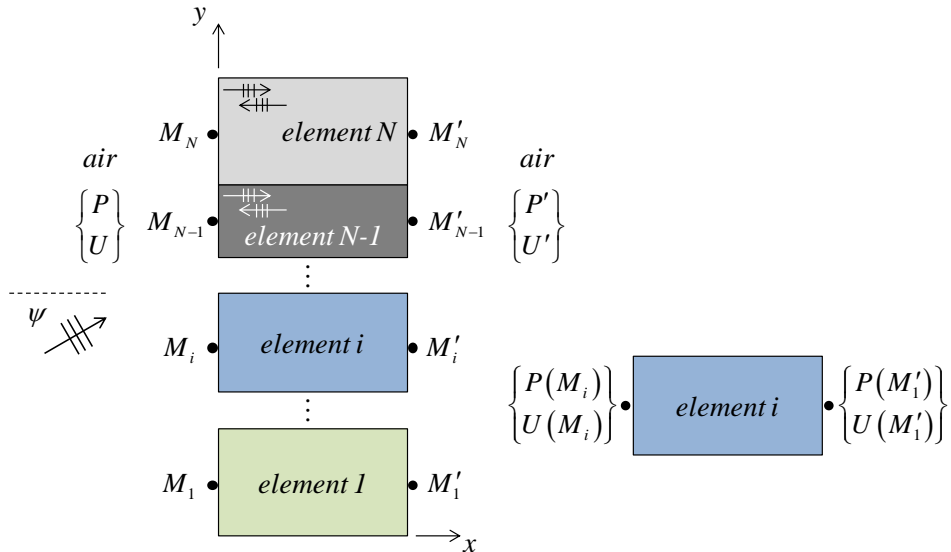 y
element N
M_N
M'_N
air
air
{P U}
{P' U'}
M_{N-1}
M'_{N-1}
element N-1
⋮
ψ
M_i
element i
M'_i
⋮
M_1
element 1
M'_1
x
{P(M_i) U(M_i)}
element i
{P(M'_1) U(M'_1)}